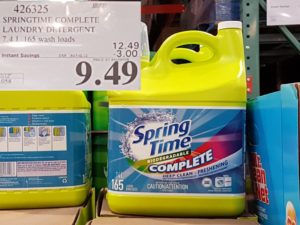 426325
SPRINGTIME COMPLETE
LAUNDRY DETERGENT
7.4 L 165 wash loads
12.49
Instant Savings
-3.00
9.49
Spring
Time
BIODEGRADABLE
COMPLETE
DEEP CLEAN
FRESHENING
165
CAUTION/ATTENTION